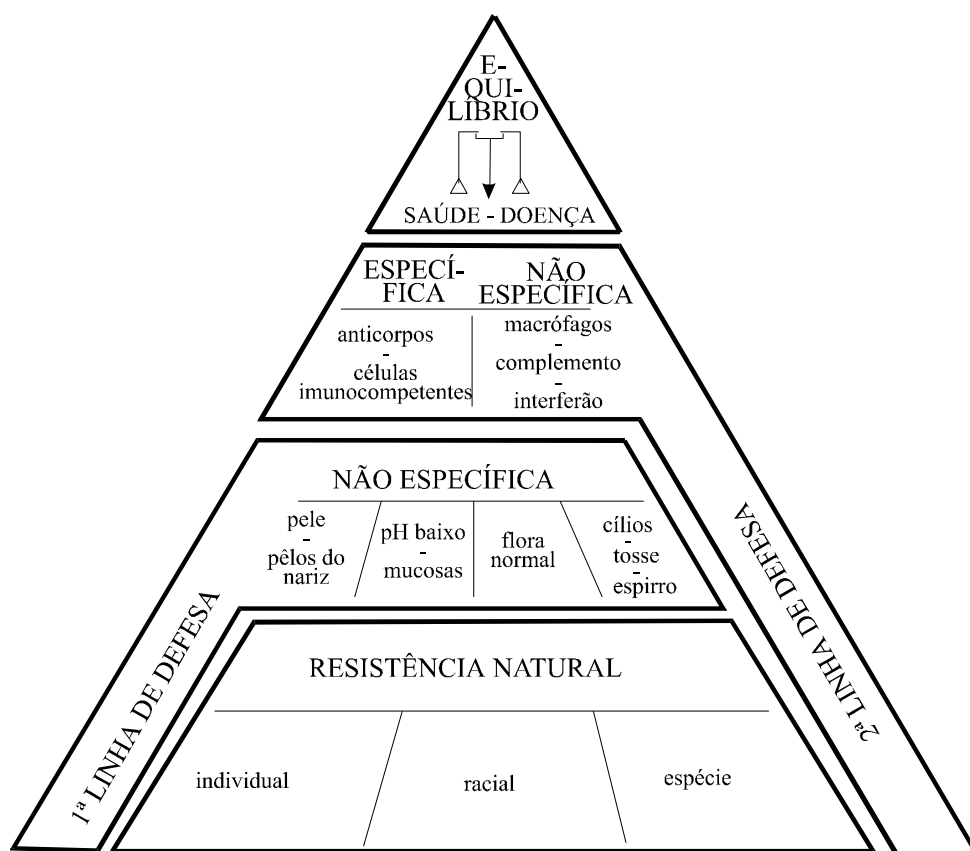 E-
QUI-
LÍBRIO
SAÚDE - DOENÇA
ESPECÍ-
FICA
NÃO
ESPECÍFICA
anticorpos
-
células
imunocompetentes
macrófagos
-
complemento
-
interferão
NÃO ESPECÍFICA
pele
-
pêlos do
nariz
pH baixo
-
mucosas
flora
normal
cílios
-
tosse
-
espirro
RESISTÊNCIA NATURAL
individual
racial
espécie
1ª LINHA DE DEFESA
2ª LINHA DE DEFESA